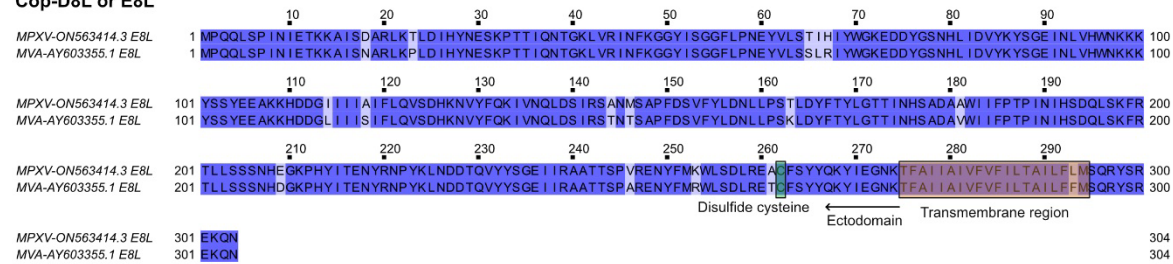 Cop-D8L or E8L
10 20 30 40 50 60 70 80 90
MPXV-ON563414.3 E8L 1 MPQQLSPINIETKKAISDARLKTLDIHYNESKPTTIQNTGKLVRINFKGGYISGGFLPNEYVLSTIHIYWGKEDDYGSNHLIDVYKYSGEINLVHWNKKK 100
MVA-AY603355.1 E8L 1 MPQQLSPINIETKKAISNARLKPLDIHYNESKPTTIQNTGKLVRINFKGGYISGGFLPNEYVLSSLRIYWGKEDDYGSNHLIDVYKYSGEINLVHWNKKK 100
110 120 130 140 150 160 170 180 190
MPXV-ON563414.3 E8L 101 YSSYEEAKKHDDGIIIIAIFLQVSDHKNVYFQKIVNQLDSIRSANMSAPFDSVFYLDNLLPSTLDYFTYLGTTINHSADAAWIIFPTPINIHSDQLSKFR 200
MVA-AY603355.1 E8L 101 YSSYEEAKKHDDGLIIISIFLQVSDHKNVYFQKIVNQLDSIRSTNTSAPFDSVFYLDNLLPSKLDYFTYLGTTINHSADAVWIIFPTPINIHSDQLSKFR 200
210 220 230 240 250 260 270 280 290
MPXV-ON563414.3 E8L 201 TLLSSSNHEGKPHYITENYRNPYKLNDDTQVYYSGEIIRAATTSPVRENYFMKWLSDLREACFSYYQKYIEGNKTFAIIAIVFVFILTAILFLMSQRYSR 300
MVA-AY603355.1 E8L 201 TLLSSSNHDGKPHYITENYRNPYKLNDDTQVYYSGEIIRAATTSPARENYFMRWLSDLRETCFSYYQKYIEGNKTFAIIAIVFVFILTAILFFMSQRYSR 300
Disulfide cysteine Ectodomain Transmembrane region
MPXV-ON563414.3 E8L 301 EKQN 304
MVA-AY603355.1 E8L 301 EKQN 304